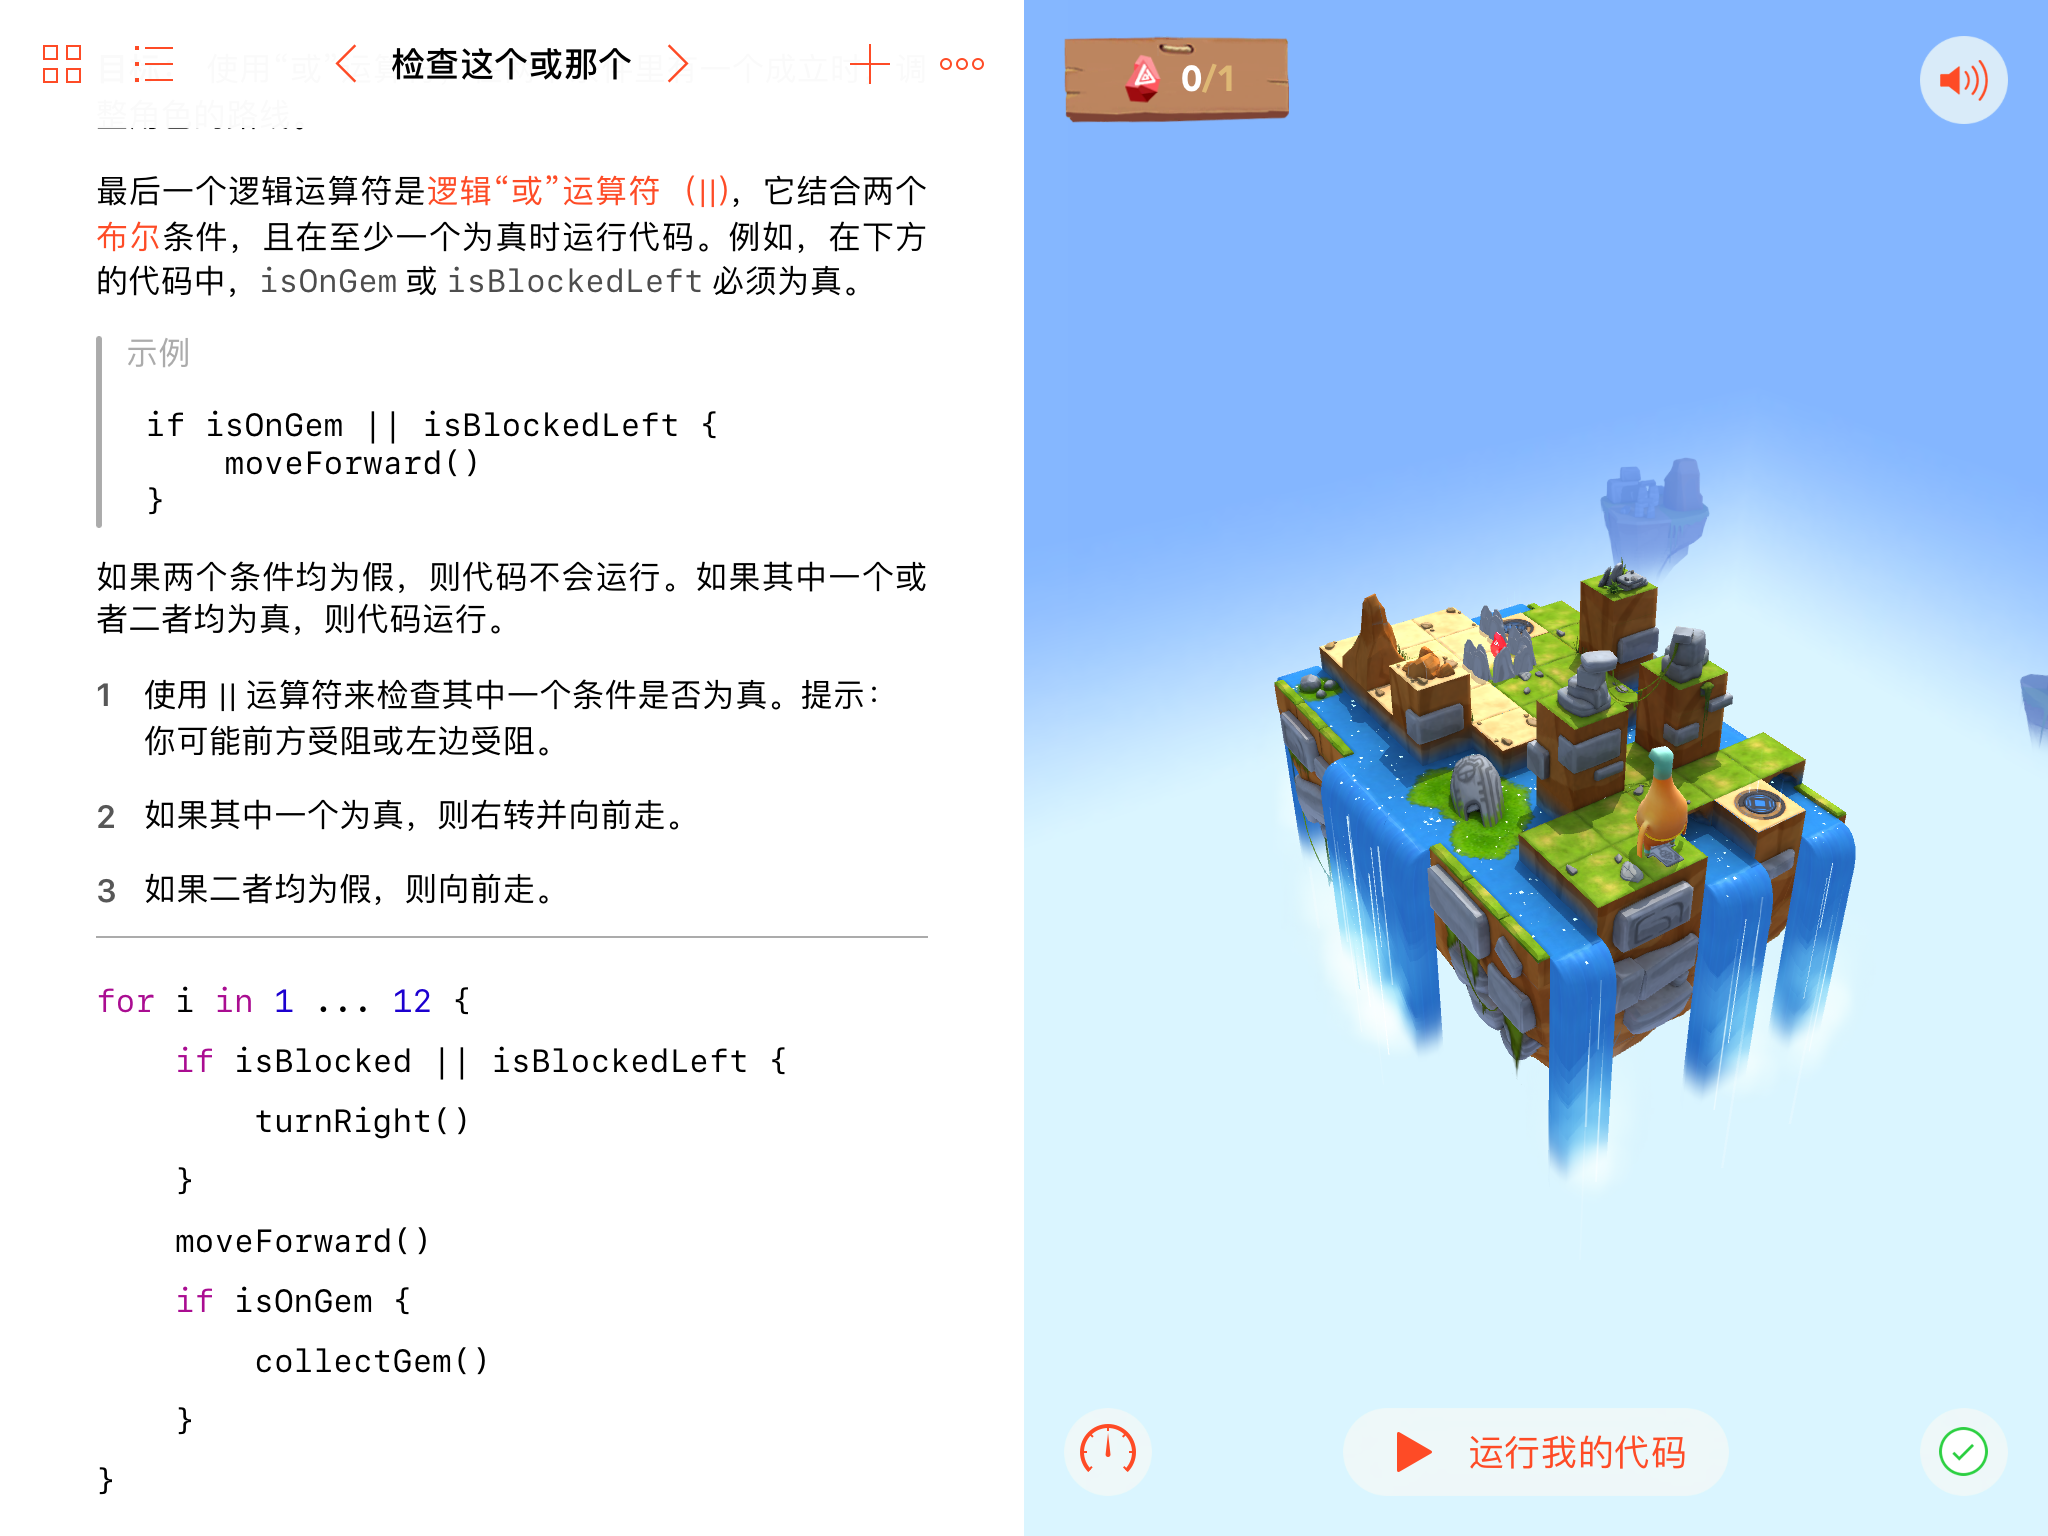 检查这个或那个
0/1
最后一个逻辑运算符是逻辑“或”运算符 (||)，它结合两个
布尔条件，且在至少一个为真时运行代码。例如，在下方
的代码中，isOnGem 或 isBlockedLeft 必须为真。
示例
if isOnGem || isBlockedLeft {
moveForward()
}
如果两个条件均为假，则代码不会运行。如果其中一个或
者二者均为真，则代码运行。
1 使用 || 运算符来检查其中一个条件是否为真。提示：
你可能前方受阻或左边受阻。
2 如果其中一个为真，则右转并向前走。
3 如果二者均为假，则向前走。
for i in 1 ... 12 {
if isBlocked || isBlockedLeft {
turnRight()
}
moveForward()
if isOnGem {
collectGem()
}
}
运行我的代码